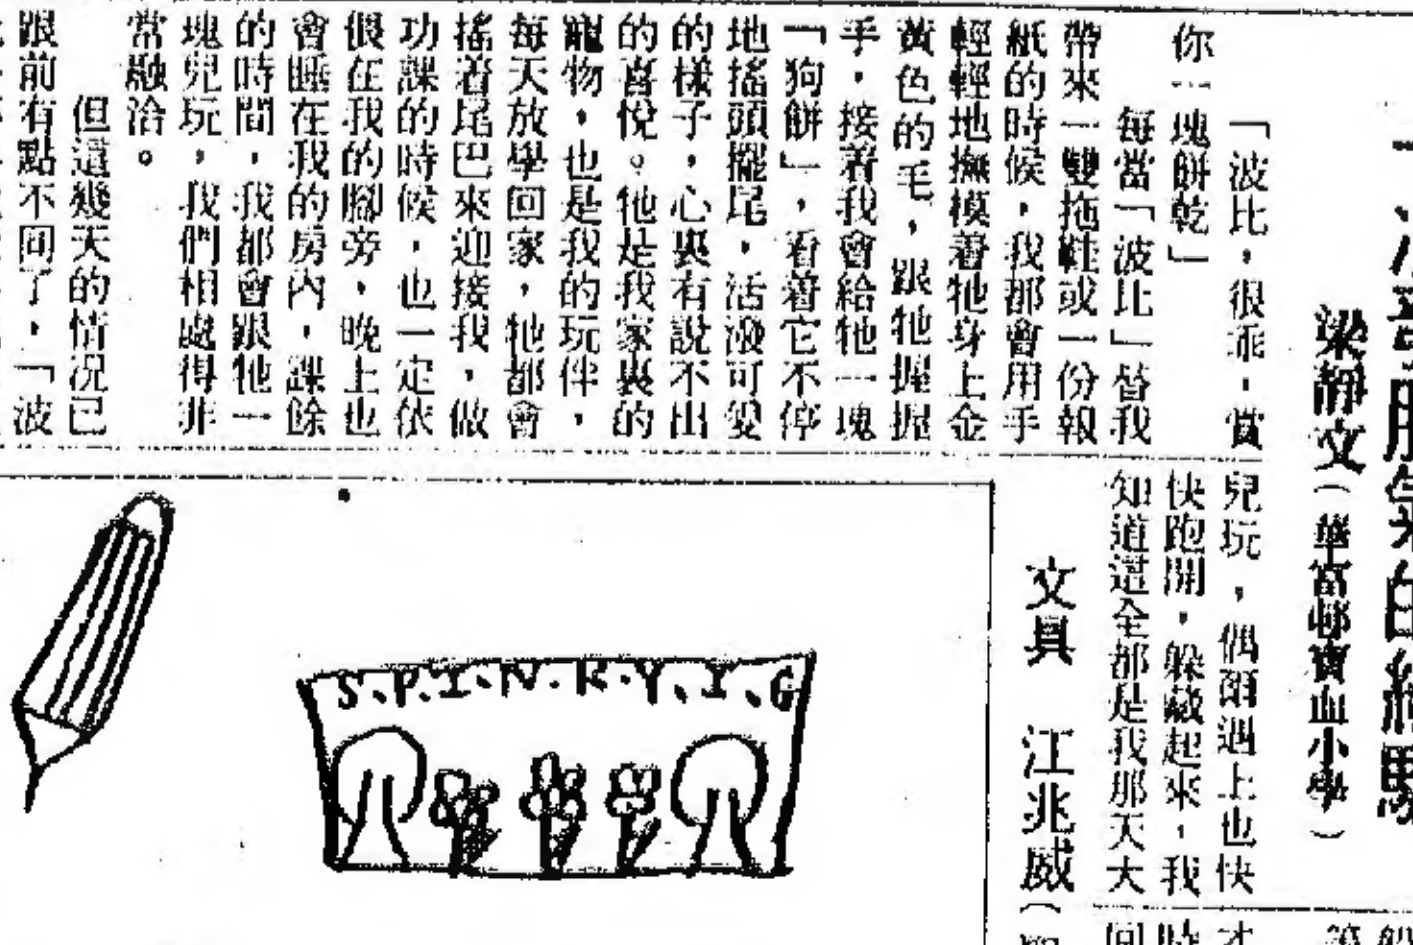 梁靜文(華富邨寶血小學)
「波比,很乖,賞
你一塊餅乾」
每當「波比」替我
帶來一雙拖鞋或一份報
紙的時候,我都會用手
輕輕地撫摸着牠身上金
黃色的毛,跟牠握握
手,接着我會給牠一塊
「狗餅」,看着它不停
地搖頭擺尾,活潑可愛
的樣子,心裏有說不出
的喜悅。牠是我家裏的
寵物,也是我的玩伴,
每天放學回家,牠都會
搖着尾巴來迎接我,做
功課的時候,也一定依
偎在我的腳旁,晚上也
會睡在我的房內,課餘
的時間,我都會跟牠一
塊兒玩,我們相處得非
常融洽。
但這幾天的情況已
跟前有點不同了,「波
兒玩,偶爾遇上也快
快跑開,躲藏起來,我
知道這全都是我那天大
文具 江兆威(